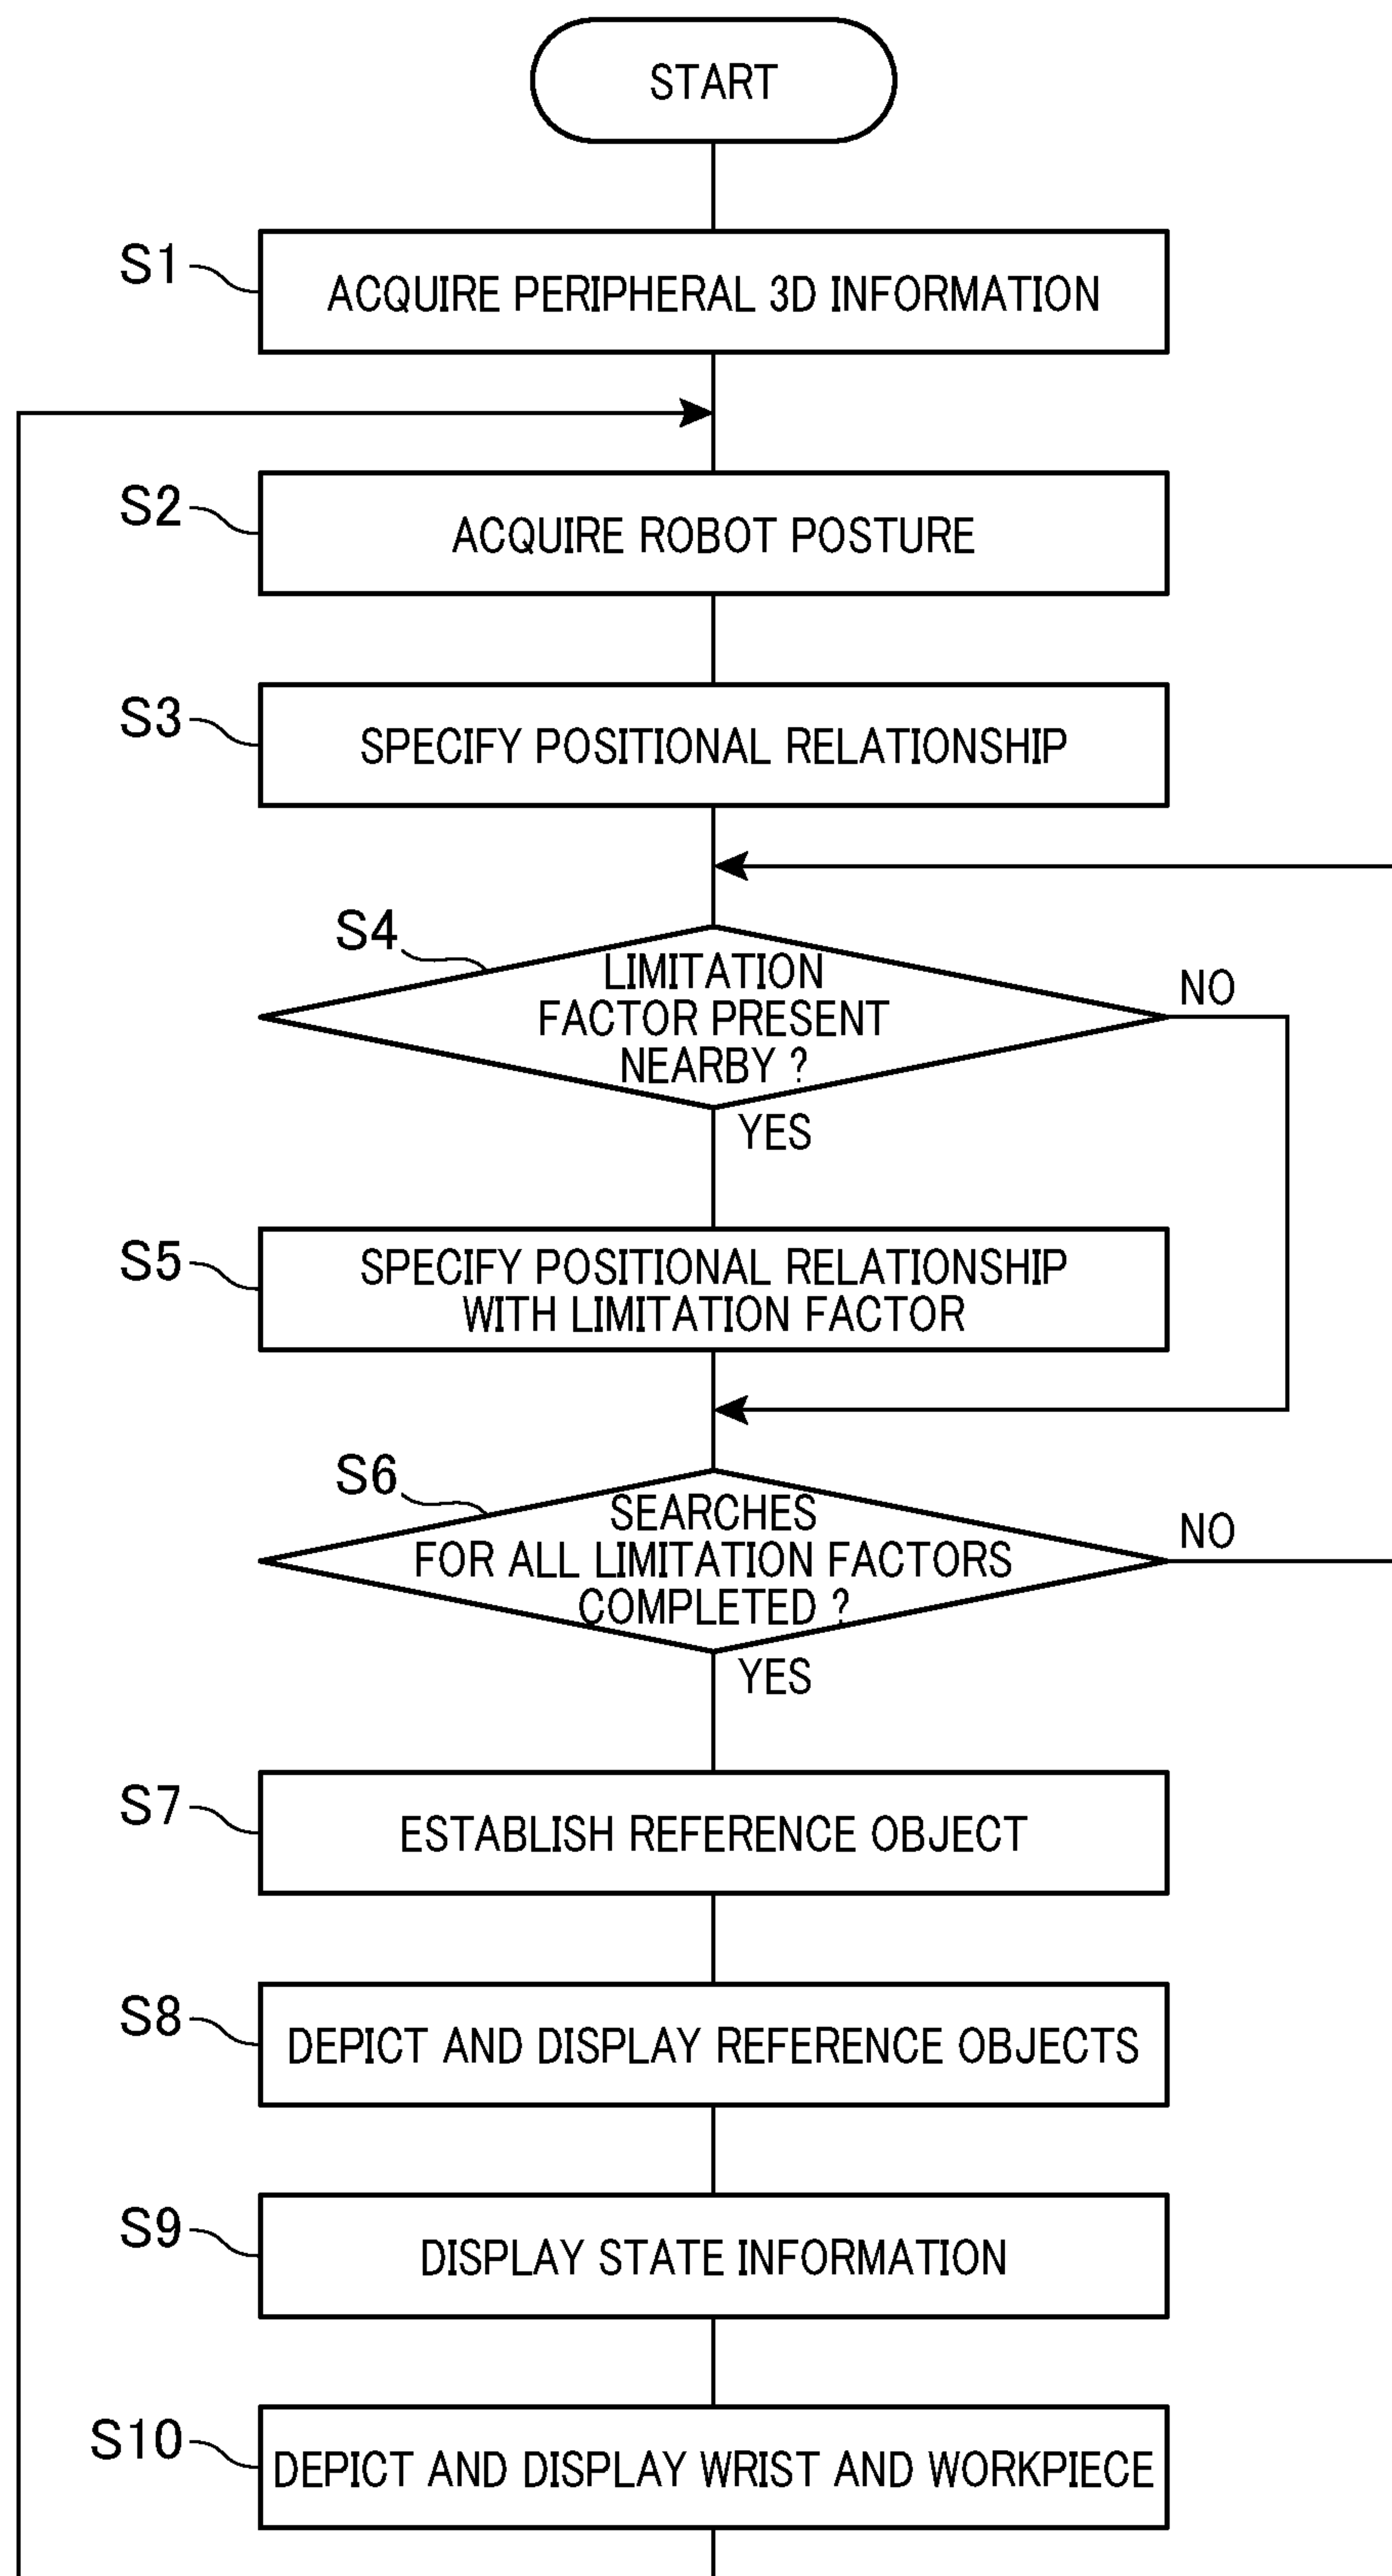 START
S1
ACQUIRE PERIPHERAL 3D INFORMATION
S2
ACQUIRE ROBOT POSTURE
S3
SPECIFY POSITIONAL RELATIONSHIP
S4
LIMITATION
FACTOR PRESENT
NEARBY ?
NO
YES
S5
SPECIFY POSITIONAL RELATIONSHIP
WITH LIMITATION FACTOR
S6
SEARCHES
FOR ALL LIMITATION FACTORS
COMPLETED ?
NO
YES
S7
ESTABLISH REFERENCE OBJECT
S8
DEPICT AND DISPLAY REFERENCE OBJECTS
S9
DISPLAY STATE INFORMATION
S10
DEPICT AND DISPLAY WRIST AND WORKPIECE